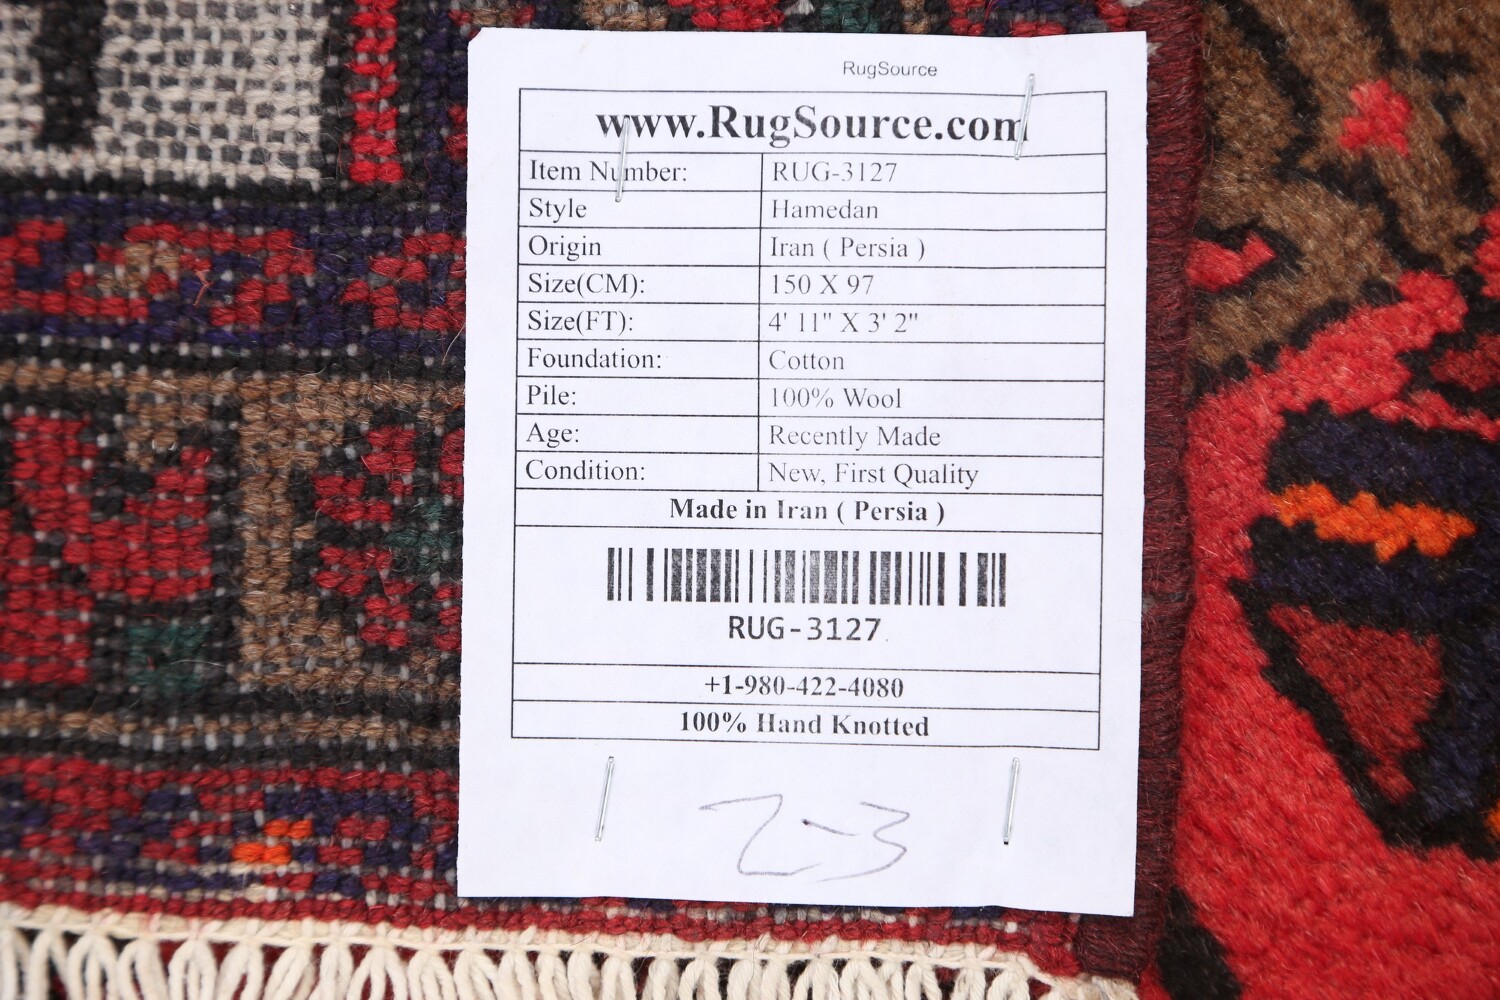 RugSource
www.RugSource.com
Item Number: RUG-3127
Style Hamedan
Origin Iran ( Persia )
Size(CM): 150 X 97
Size(FT): 4' 11" X 3' 2"
Foundation: Cotton
Pile: 100% Wool
Age: Recently Made
Condition: New, First Quality
Made in Iran ( Persia )
RUG-3127
+1-980-422-4080
100% Hand Knotted
2-3